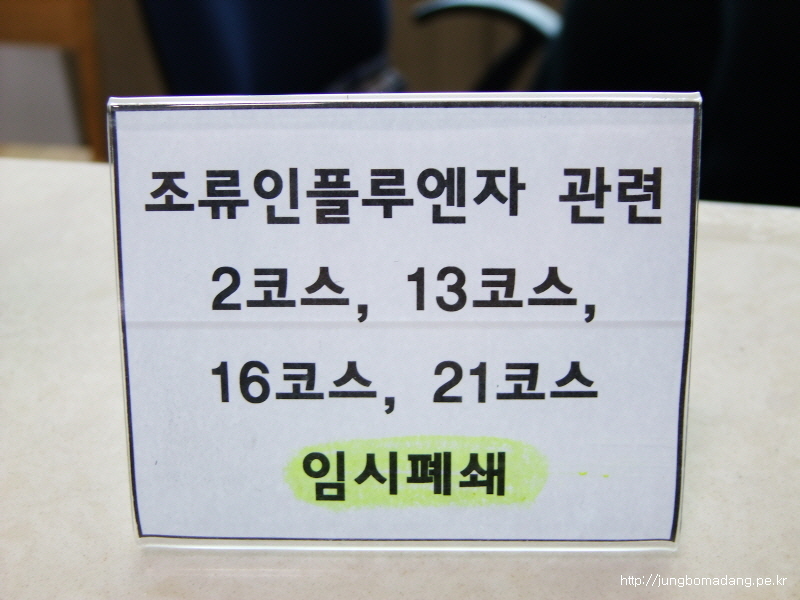 조류인플루엔자 관련
2코스, 13코스,
16코스, 21코스
임시폐쇄
http://jungbomadang.pe.kr